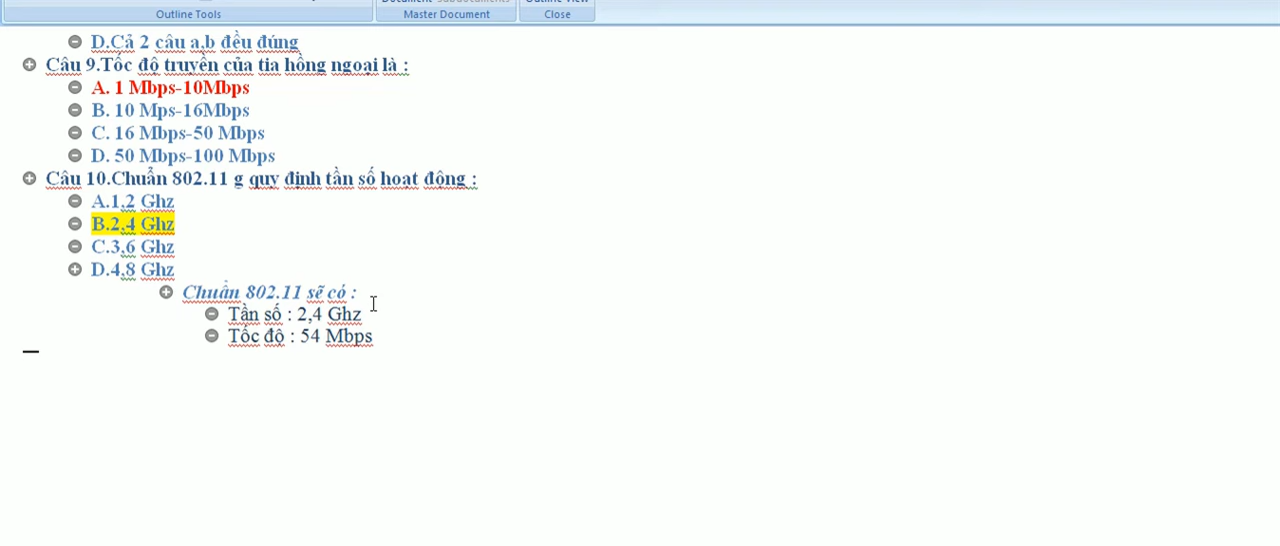 Outline Tools
Master Document
Close
D.Cả 2 câu a,b đều đúng
Câu 9.Tốc độ truyền của tia hồng ngoại là :
A. 1 Mbps-10Mbps
B. 10 Mps-16Mbps
C. 16 Mbps-50 Mbps
D. 50 Mbps-100 Mbps
Câu 10.Chuẩn 802.11 g quy định tần số hoạt động :
A.1,2 Ghz
B.2,4 Ghz
C.3,6 Ghz
D.4,8 Ghz
Chuẩn 802.11 sẽ có :
Tần số : 2,4 Ghz
Tốc độ : 54 Mbps